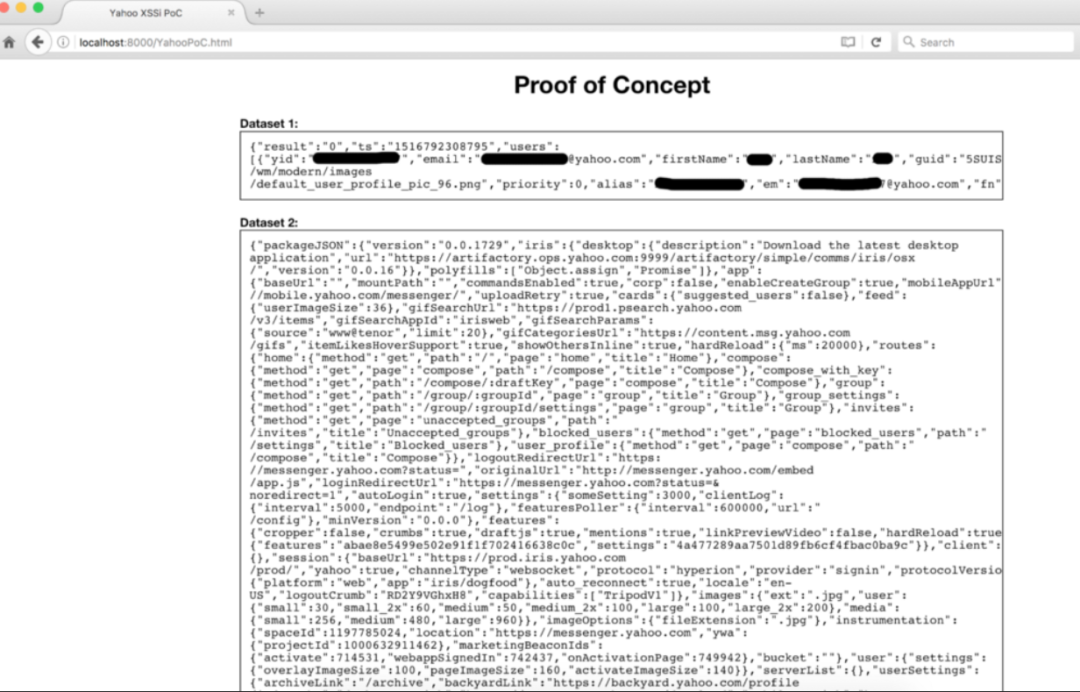 Yahoo XSSi PoC
localhost:8000/YahooPoC.html
Search
Proof of Concept
Dataset 1:
{"result":"0","ts":"1516792308795","users":
[{"yid":" ","email":" @yahoo.com","firstName":" ","lastName":" ","guid":"5SUIS
/wm/modern/images
/default_user_profile_pic_96.png","priority":0,"alias":" ","em":" @yahoo.com","fn"
Dataset 2:
{"packageJSON":{"version":"0.0.1729","iris":{"desktop":{"description":"Download the latest desktop
application","url":"https://artifactory.ops.yahoo.com:9999/artifactory/simple/comms/iris/osx
/","version":"0.0.16"}},"polyfills":["Object.assign","Promise"]},"app":
{"baseUrl":"","mountPath":"","commandsEnabled":true,"corp":false,"enableCreateGroup":true,"mobileAppUrl"
//mobile.yahoo.com/messenger/","uploadRetry":true,"cards":{"suggested_users":false},"feed":
{"userImageSize":36},"gifSearchUrl":"https://prod1.psearch.yahoo.com
/v3/items","gifSearchAppId":"irisweb","gifSearchParams":
{"source":"www@tenor","limit":20},"gifCategoriesUrl":"https://content.msg.yahoo.com
/gifs","itemLikesHoverSupport":true,"showOthersInline":true,"hardReload":{"ms":20000},"routes":
{"home":{"method":"get","path":"/","page":"home","title":"Home"},"compose":
{"method":"get","page":"compose","path":"/compose","title":"Compose"},"compose_with_key":
{"method":"get","path":"/compose/:draftKey","page":"compose","title":"Compose"},"group":
{"method":"get","path":"/group/:groupId","page":"group","title":"Group"},"group_settings":
{"method":"get","path":"/group/:groupId/settings","page":"group","title":"Group"},"invites":
{"method":"get","page":"unaccepted_groups","path":"
/invites","title":"Unaccepted_groups"},"blocked_users":{"method":"get","page":"blocked_users","path":"
/settings","title":"Blocked_users"},"user_profile":{"method":"get","page":"compose","path":"
/compose","title":"Compose"}},"logoutRedirectUrl":"https:
//messenger.yahoo.com?status=","originalUrl":"http://messenger.yahoo.com/embed
/app.js","loginRedirectUrl":"https://messenger.yahoo.com?status=&
noredirect=1","autoLogin":true,"settings":{"someSetting":3000,"clientLog":
{"interval":5000,"endpoint":"/log"},"featuresPoller":{"interval":600000,"url":"
/config"},"minVersion":"0.0.0"},"features":
{"cropper":false,"crumbs":true,"draftjs":true,"mentions":true,"linkPreviewVideo":false,"hardReload":true
{"features":"abae8e5499e502e91f1f702416638c0c","settings":"4a477289aa7501d89fb6cf4fbac0ba9c"}},"client":
{},"session":{"baseUrl":"https://prod.iris.yahoo.com
/prod/","yahoo":true,"channelType":"websocket","protocol":"hyperion","provider":"signin","protocolVersio
{"platform":"web","app":"iris/dogfood"},"auto_reconnect":true,"locale":"en-
US","logoutCrumb":"RD2Y9VGhxH8","capabilities":["TripodV1"]},"images":{"ext":".jpg","user":
{"small":30,"small_2x":60,"medium":50,"medium_2x":100,"large":100,"large_2x":200},"media":
{"small":256,"medium":480,"large":960}},"imageOptions":{"fileExtension":".jpg"},"instrumentation":
{"spaceId":1197785024,"location":"https://messenger.yahoo.com","ywa":
{"projectId":1000632911462},"marketingBeaconIds":
{"activate":714531,"webappSignedIn":742437,"onActivationPage":749942},"bucket":""},"user":{"settings":
{"overlayImageSize":100,"pageImageSize":160,"activateImageSize":140}},"serverList":{},"userSettings":
{"archiveLink":"/archive","backyardLink":"https://backyard.yahoo.com/profile